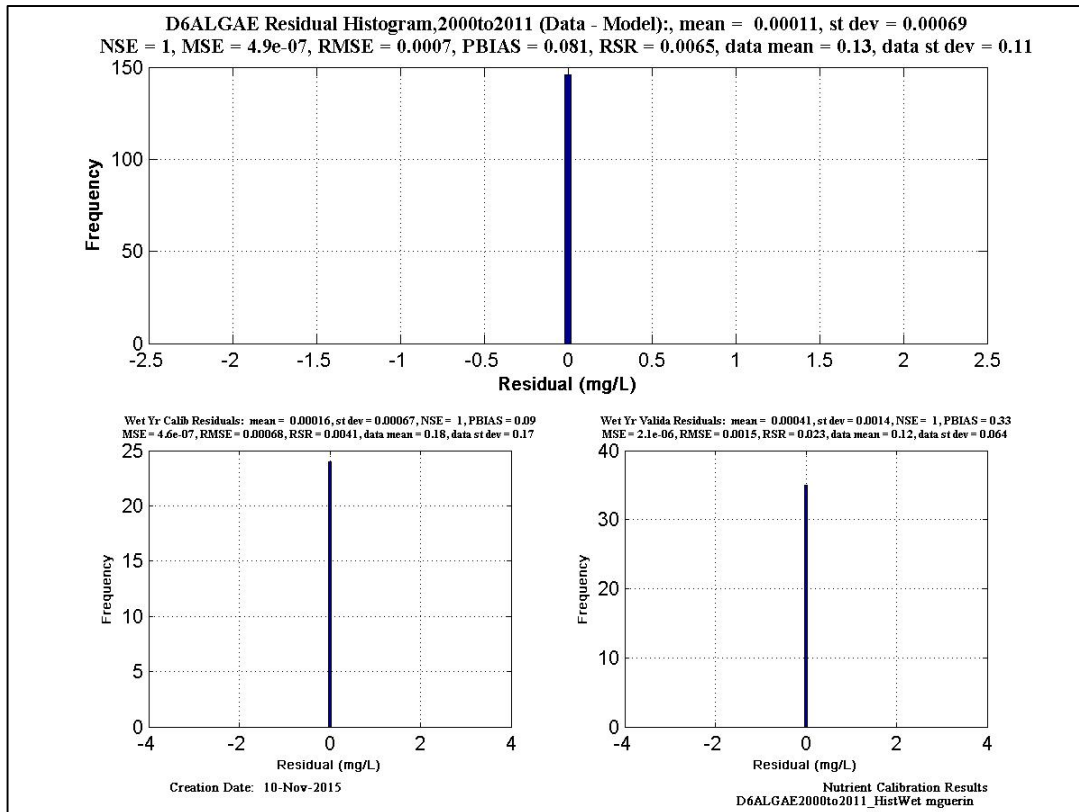 D6ALGAE Residual Histogram,2000to2011 (Data - Model):, mean = 0.00011, st dev = 0.00069
NSE = 1, MSE = 4.9e-07, RMSE = 0.0007, PBIAS = 0.081, RSR = 0.0065, data mean = 0.13, data st dev = 0.11
150
100
50
0
Frequency
-2.5 -2 -1.5 -1 -0.5 0 0.5 1 1.5 2 2.5
Residual (mg/L)
Wet Yr Calib Residuals: mean = 0.00016, st dev = 0.00067, NSE = 1, PBIAS = 0.09
MSE = 4.6e-07, RMSE = 0.00068, RSR = 0.0041, data mean = 0.18, data st dev = 0.17
25
20
15
10
5
0
Frequency
-4 -2 0 2 4
Residual (mg/L)
Wet Yr Valida Residuals: mean = 0.00041, st dev = 0.0014, NSE = 1, PBIAS = 0.33
MSE = 2.1e-06, RMSE = 0.0015, RSR = 0.023, data mean = 0.12, data st dev = 0.064
40
30
20
10
0
Frequency
-4 -2 0 2 4
Residual (mg/L)
Creation Date: 10-Nov-2015
Nutrient Calibration Results
D6ALGAE2000to2011_HistWet mguerin